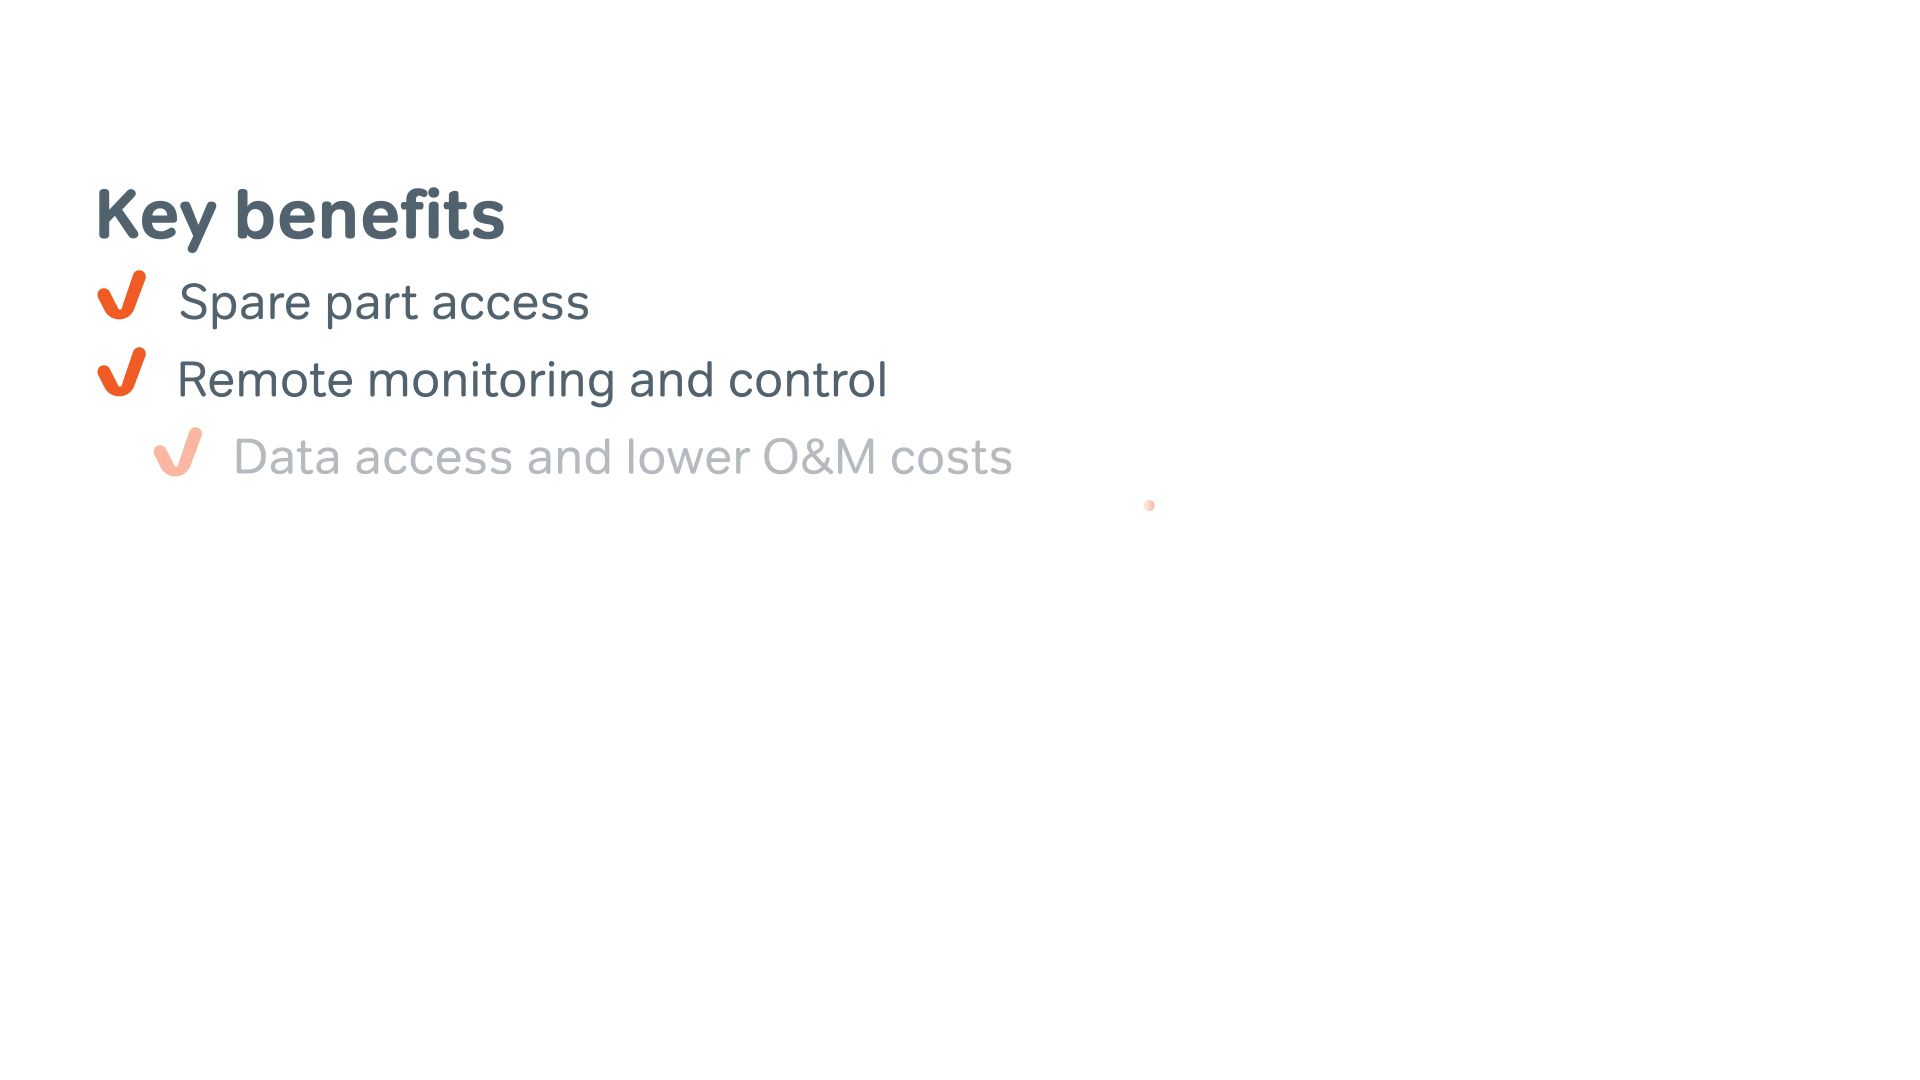 Key benefits
Spare part access
Remote monitoring and control
Data access and lower O&M costs